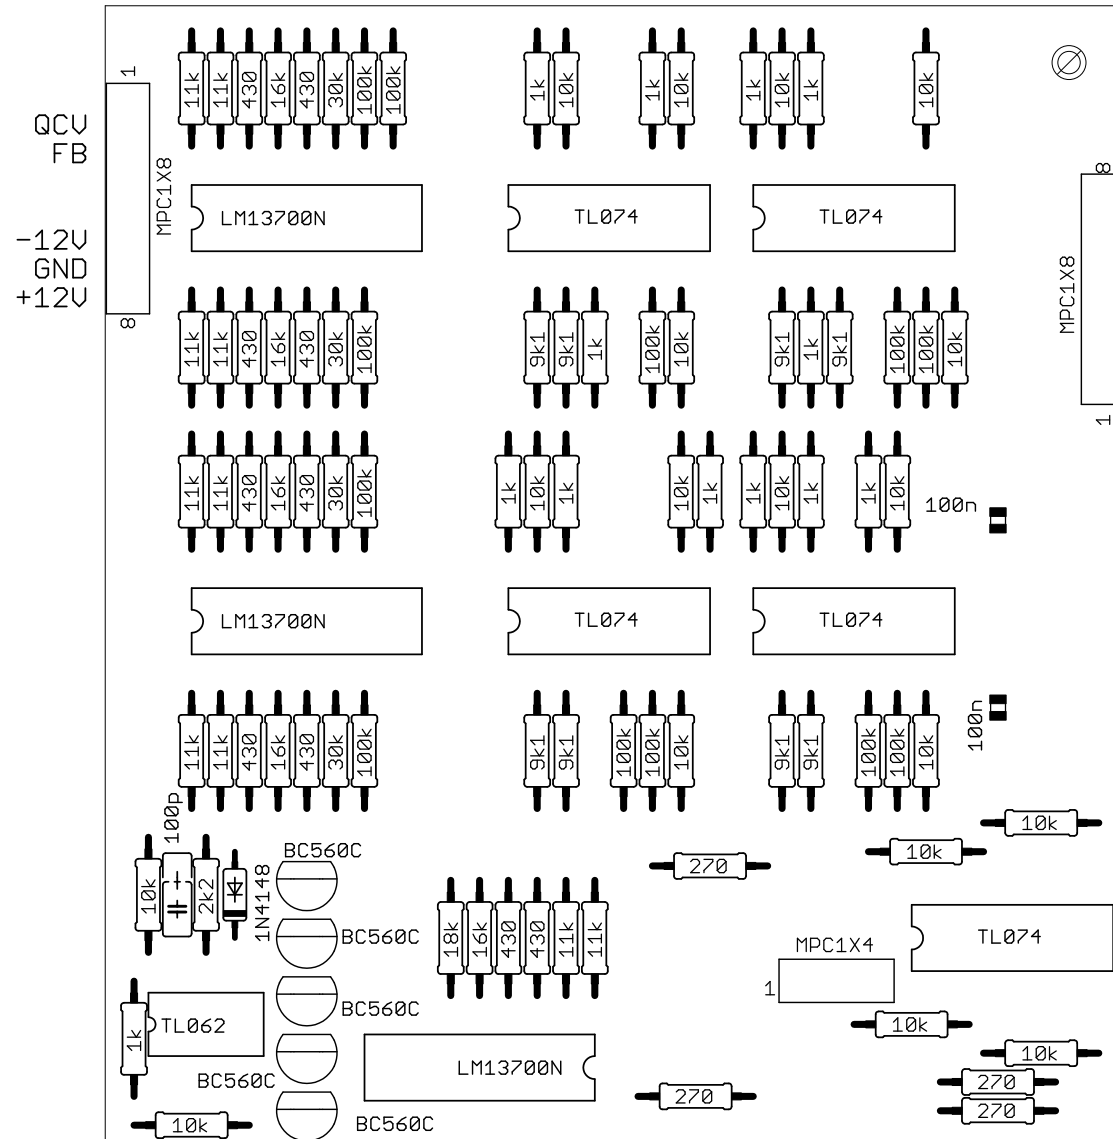 11k 11k 430 16k 430 30k 100k 100k 1k 10k 1k 10k 1k 10k 1k 10k
1
QCV
FB
MPC1X8
-12V
GND
+12V
8
LM13700N TL074 TL074
8
MPC1X8
1
11k 11k 430 16k 430 30k 100k 9k1 9k1 1k 100k 10k 9k1 1k 9k1 100k 100k 10k
11k 11k 430 16k 430 30k 100k 1k 10k 1k 10k 1k 1k 10k 1k 1k 10k 100n
LM13700N TL074 TL074
11k 11k 430 16k 430 30k 100k 9k1 9k1 100k 100k 10k 9k1 9k1 100k 100k 10k 100n
100p
10k
BC560C 10k
270
10k 2k2 1N4148
BC560C
18k 16k 430 430 11k 11k
MPC1X4 TL074
1
BC560C
1k TL062 10k
10k
BC560C LM13700N
270 270
270
10k BC560C